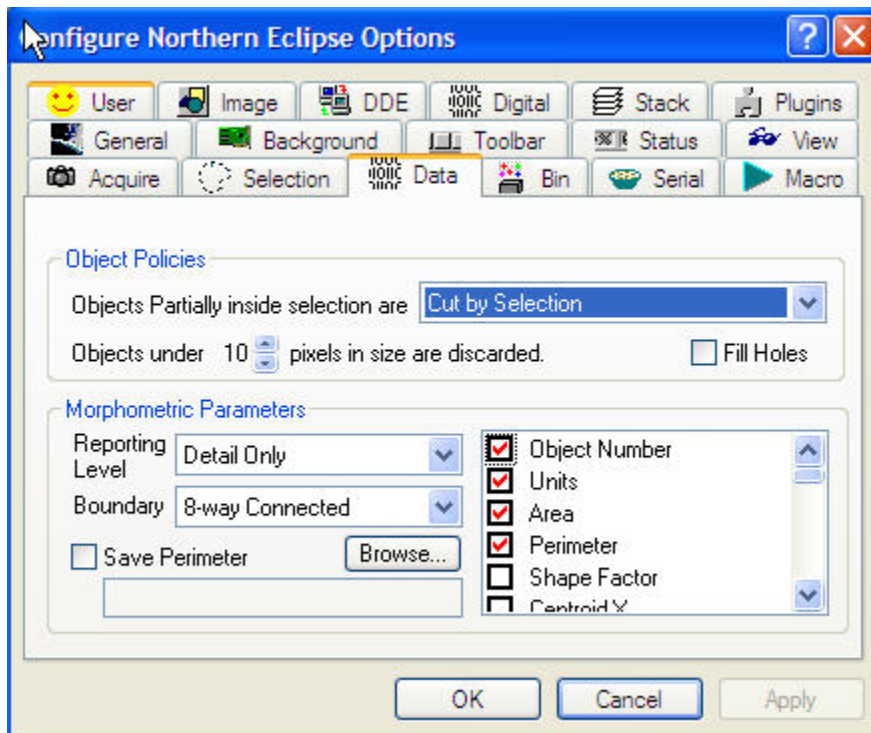 Configure Northern Eclipse Options
User Image DDE Digital Stack Plugins
General Background Toolbar Status View
Acquire Selection Data Bin Serial Macro
Object Policies
Objects Partially inside selection are Cut by Selection
Objects under 10 pixels in size are discarded. Fill Holes
Morphometric Parameters
Reporting Level Detail Only
Boundary 8-way Connected
Save Perimeter Browse...
Object Number
Units
Area
Perimeter
Shape Factor
Centroid X
OK Cancel Apply